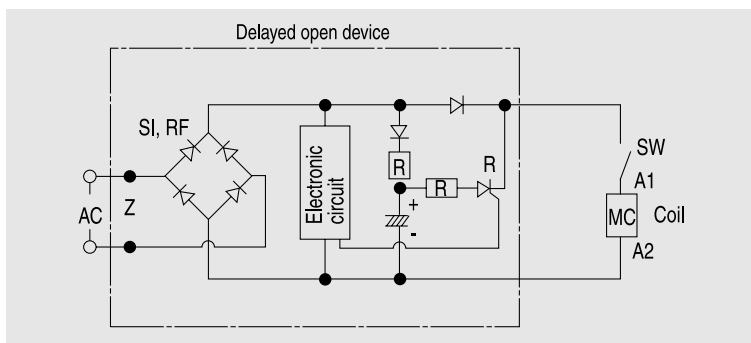 Delayed open device
SI, RF
AC
Z
Electronic
circuit
R
R
R
+
-
SW
A1
MC
Coil
A2